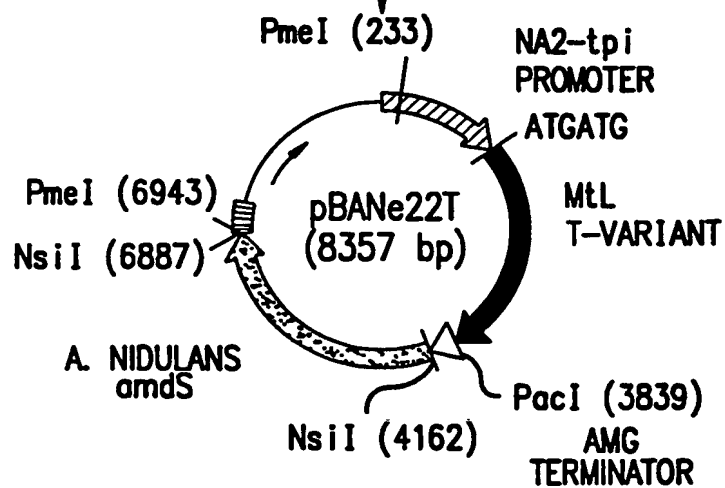 PmeI (233)
NA2-tpi
PROMOTER
ATGATG
PmeI (6943)
pBANe22T
(8357 bp)
MtL
T-VARIANT
NsiI (6887)
A. NIDULANS
amdS
PacI (3839)
NsiI (4162)
AMG
TERMINATOR